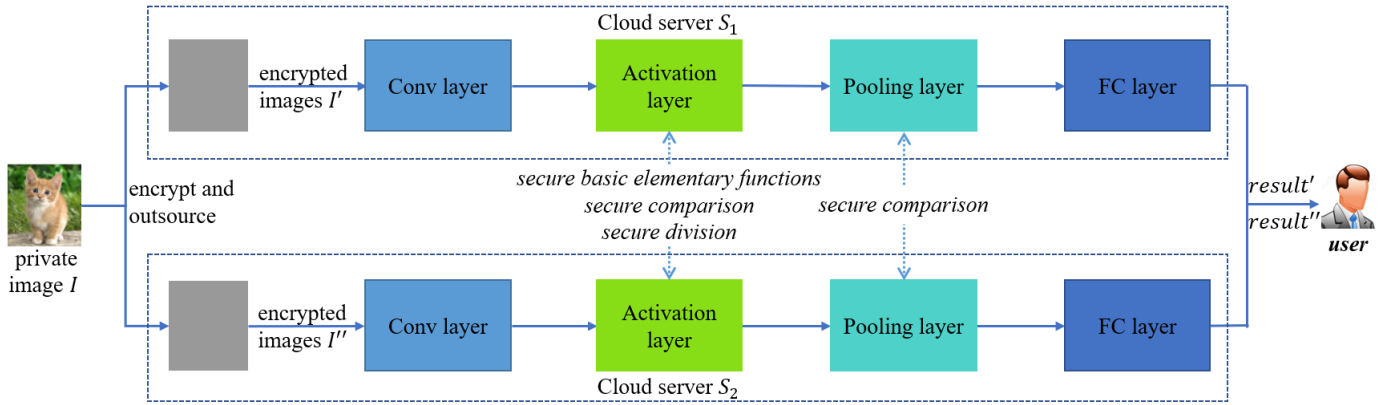 Cloud server S₁
encrypted
images I′
Conv layer
Activation
layer
Pooling layer
FC layer
encrypt and
outsource
secure basic elementary functions
secure comparison
secure division
secure comparison
result′
result′′
user
private
image I
encrypted
images I′′
Conv layer
Activation
layer
Pooling layer
FC layer
Cloud server S₂